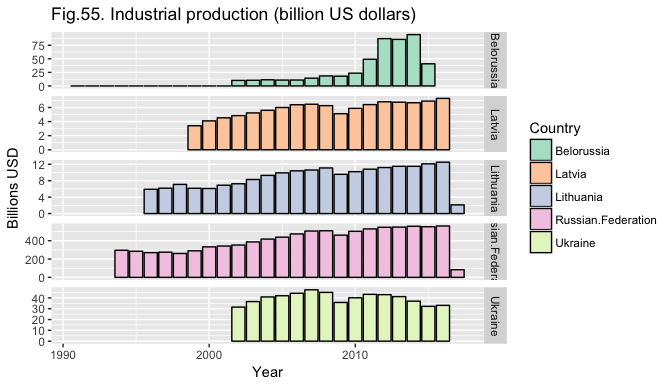 Fig.55. Industrial production (billion US dollars)
75
50
25
0
Belorussia
6
4
2
0
Latvia
12
8
4
0
Lithuania
400
200
0
sian.Federa
40
30
20
10
0
Ukraine
1990
2000
2010
Year
Billions USD
Country
Belorussia
Latvia
Lithuania
Russian.Federation
Ukraine